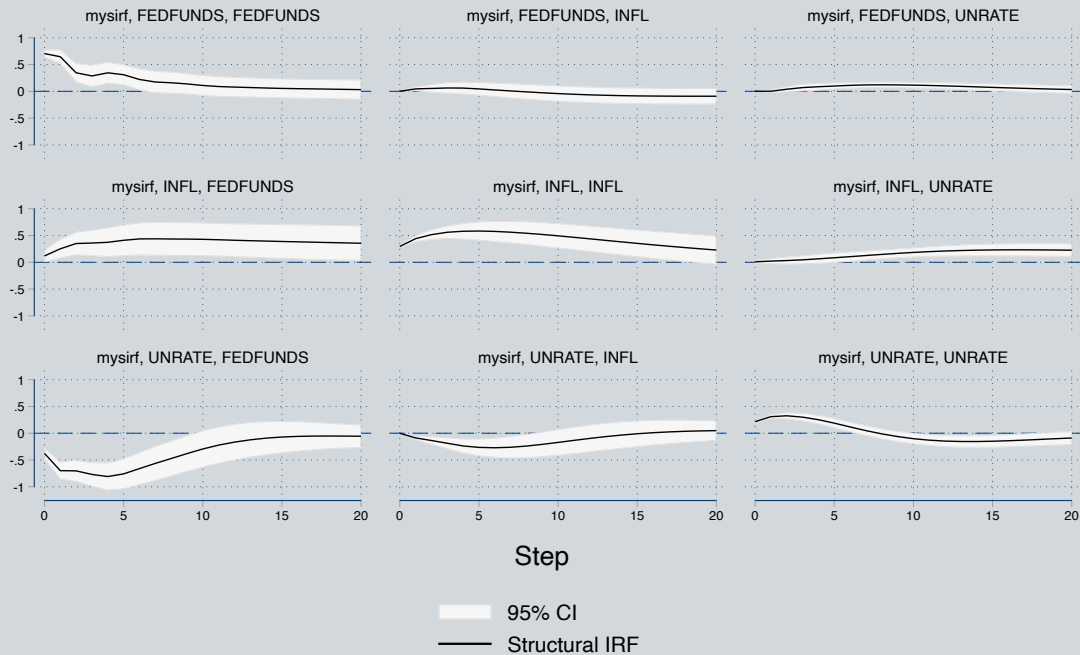 mysirf, FEDFUNDS, FEDFUNDS
mysirf, FEDFUNDS, INFL
mysirf, FEDFUNDS, UNRATE
1
.5
0
-.5
-1
mysirf, INFL, FEDFUNDS
mysirf, INFL, INFL
mysirf, INFL, UNRATE
1
.5
0
-.5
-1
mysirf, UNRATE, FEDFUNDS
mysirf, UNRATE, INFL
mysirf, UNRATE, UNRATE
1
.5
0
-.5
-1
0 5 10 15 20
0 5 10 15 20
0 5 10 15 20
Step
95% CI
Structural IRF